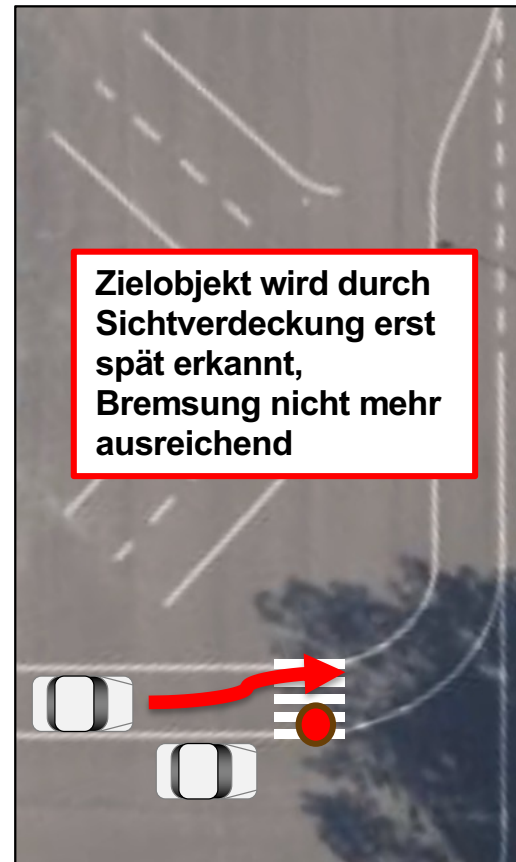 Zielobjekt wird durch
Sichtverdeckung erst
spät erkannt,
Bremsung nicht mehr
ausreichend